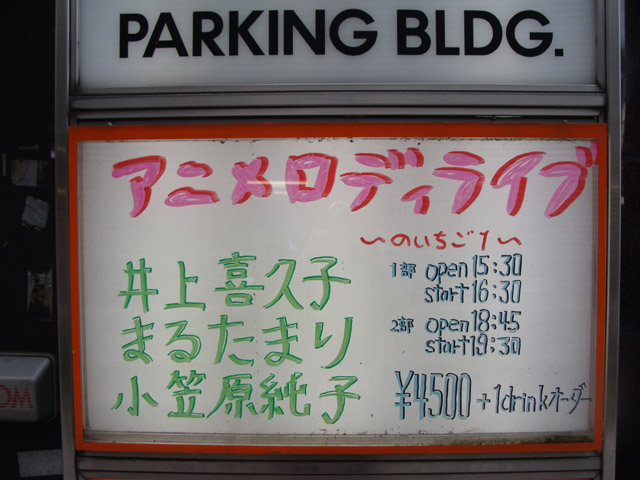 PARKING BLDG.
アニメロディライブ
～のいちご1～
井上喜久子
まるたまり
小笠原純子
1部 open 15:30
start 16:30
2部 open 18:45
start 19:30
¥4500 +1drinkオーダー